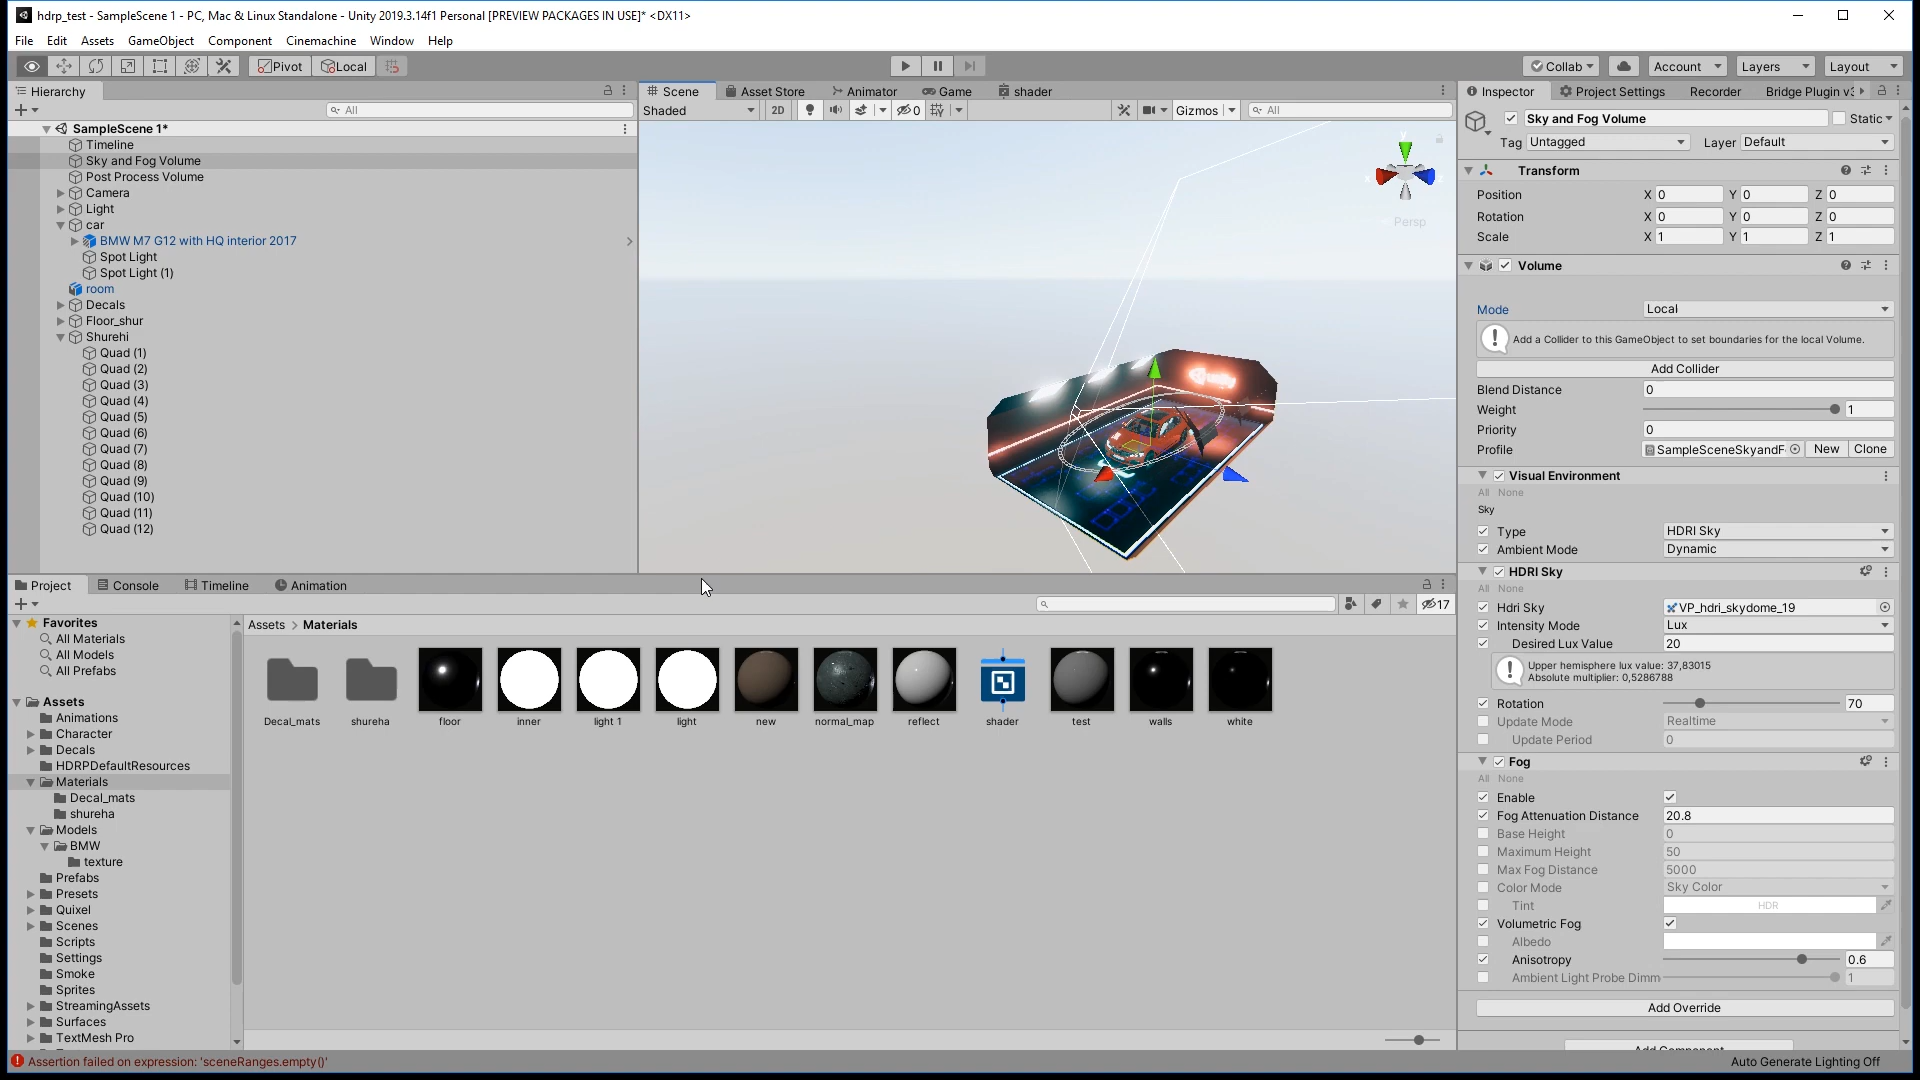 hdrp_test - SampleScene 1 - PC, Mac & Linux Standalone - Unity 2019.3.14f1 Personal [PREVIEW PACKAGES IN USE]* <DX11>
File Edit Assets GameObject Component Cinemachine Window Help
Pivot Local Collab Account Layers Layout
Hierarchy Scene Asset Store Animator Game shader Inspector Project Settings Recorder Bridge Plugin v3
All Shaded 2D 0 Gizmos All
SampleScene 1*
Timeline
Sky and Fog Volume
Post Process Volume
Camera
Light
car
BMW M7 G12 with HQ interior 2017
Spot Light
Spot Light (1)
room
Decals
Floor_shur
Shurehi
Quad (1)
Quad (2)
Quad (3)
Quad (4)
Quad (5)
Quad (6)
Quad (7)
Quad (8)
Quad (9)
Quad (10)
Quad (11)
Quad (12)
y
x
Persp
unity
Sky and Fog Volume Static
Tag Untagged Layer Default
Transform
Position X 0 Y 0 Z 0
Rotation X 0 Y 0 Z 0
Scale X 1 Y 1 Z 1
Volume
Mode Local
Add a Collider to this GameObject to set boundaries for the local Volume.
Add Collider
Blend Distance 0
Weight 1
Priority 0
Profile SampleSceneSkyandF New Clone
Visual Environment
All None
Sky
Type HDRI Sky
Ambient Mode Dynamic
HDRI Sky
All None
Hdri Sky VP_hdri_skydome_19
Intensity Mode Lux
Desired Lux Value 20
Upper hemisphere lux value: 37,83015
Absolute multiplier: 0,5286788
Rotation 70
Update Mode Realtime
Update Period 0
Fog
All None
Enable
Fog Attenuation Distance 20.8
Base Height 0
Maximum Height 50
Max Fog Distance 5000
Color Mode Sky Color
Tint HDR
Volumetric Fog
Albedo
Anisotropy 0.6
Ambient Light Probe Dimm 1
Add Override
Project Console Timeline Animation
17
Favorites
All Materials
All Models
All Prefabs
Assets
Animations
Character
Decals
HDRPDefaultResources
Materials
Decal_mats
shureha
Models
BMW
texture
Prefabs
Presets
Quixel
Scenes
Scripts
Settings
Smoke
Sprites
StreamingAssets
Surfaces
TextMesh Pro
Assets > Materials
Decal_mats shureha floor inner light 1 light new normal_map reflect shader test walls white
Assertion failed on expression: 'sceneRanges.empty()'
Auto Generate Lighting Off